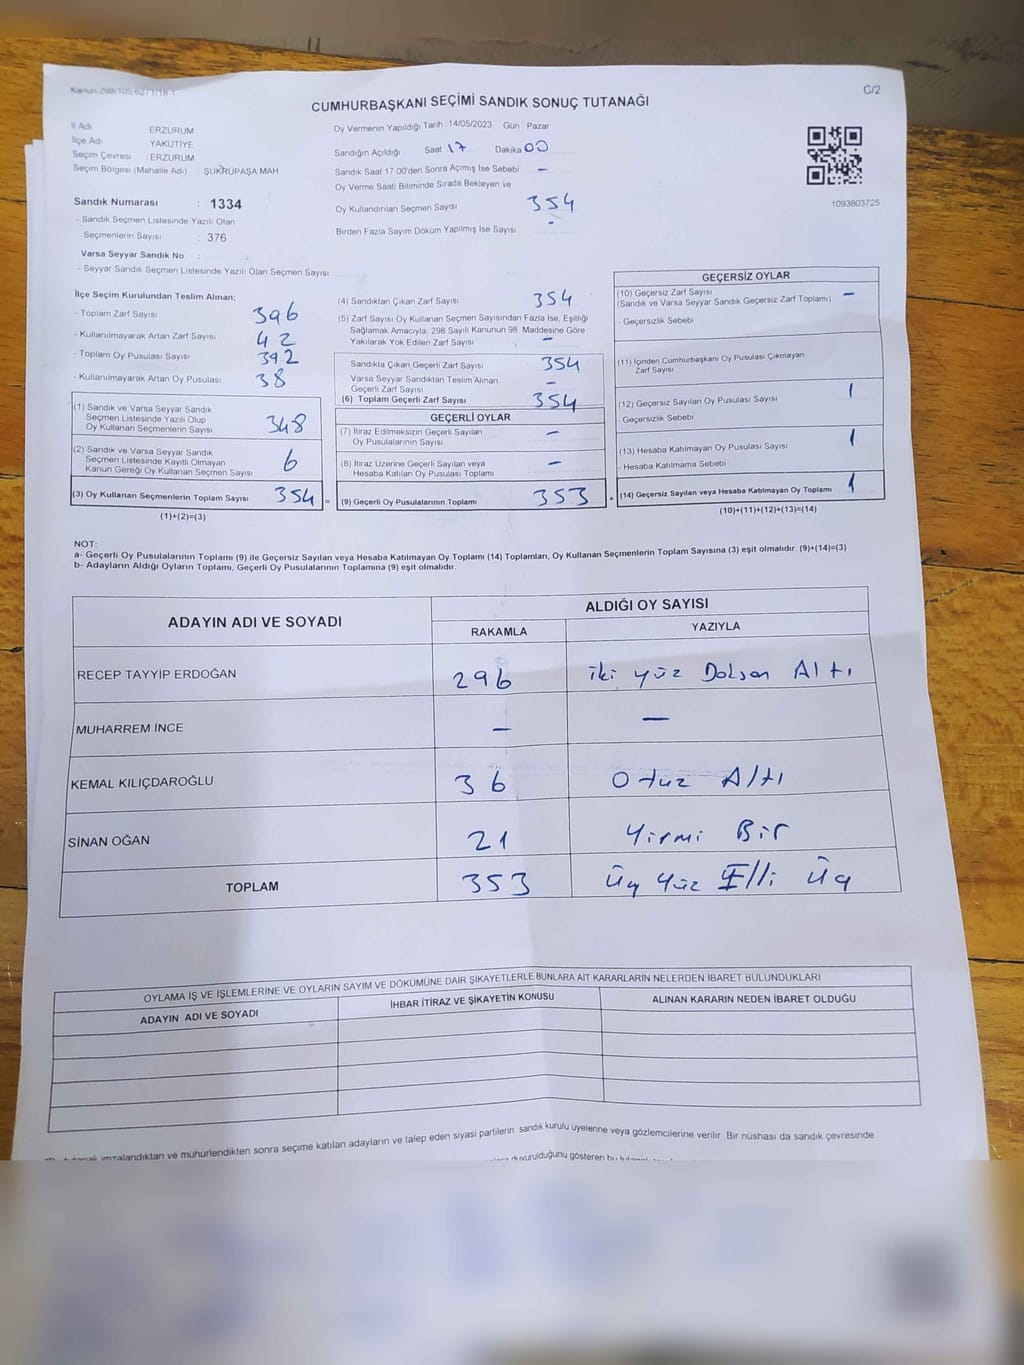 C/2
CUMHURBAŞKANI SEÇİMİ SANDIK SONUÇ TUTANAĞI
İl Adı ERZURUM
İlçe Adı YAKUTİYE
Seçim Çevresi : ERZURUM
Seçim Bölgesi (Mahalle Adı) ŞUKRUPAŞA MAH
Sandık Numarası : 1334
- Sandık Seçmen Listesinde Yazılı Olan
Seçmenlerin Sayısı : 376
Varsa Seyyar Sandık No :
- Seyyar Sandık Seçmen Listesinde Yazılı Olan Seçmen Sayısı
Oy Vermenin Yapıldığı Tarih 14/05/2023 Gün : Pazar
Sandığın Açıldığı Saat 17 Dakika 00
Sandık Saat 17.00'den Sonra Açılmış İse Sebebi -
Oy Verme Saati Bitiminde Sırada Bekleyen ve
Oy Kullandırılan Seçmen Sayısı 354
Birden Fazla Sayım Döküm Yapılmış İse Sayısı -
1093803725
İlçe Seçim Kurulundan Teslim Alınan;
- Toplam Zarf Sayısı 396
- Kullanılmayarak Artan Zarf Sayısı 42
- Toplam Oy Pusulası Sayısı 392
- Kullanılmayarak Artan Oy Pusulası 38
(1) Sandık ve Varsa Seyyar Sandık
Seçmen Listesinde Yazılı Olup
Oy Kullanan Seçmenlerin Sayısı 348
(2) Sandık ve Varsa Seyyar Sandık
Seçmen Listesinde Kayıtlı Olmayan
Kanun Gereği Oy Kullanan Seçmen Sayısı 6
(3) Oy Kullanan Seçmenlerin Toplam Sayısı 354 =
(1)+(2)=(3)
(4) Sandıktan Çıkan Zarf Sayısı 354
(5) Zarf Sayısı Oy Kullanan Seçmen Sayısından Fazla İse, Eşitliği
Sağlamak Amacıyla, 298 Sayılı Kanunun 98. Maddesine Göre
Yakılarak Yok Edilen Zarf Sayısı -
Sandıkta Çıkan Geçerli Zarf Sayısı 354
Varsa Seyyar Sandıktan Teslim Alınan
Geçerli Zarf Sayısı -
(6) Toplam Geçerli Zarf Sayısı 354
GEÇERLİ OYLAR
(7) İtiraz Edilmeksizin Geçerli Sayılan
Oy Pusulalarının Sayısı -
(8) İtiraz Üzerine Geçerli Sayılan veya
Hesaba Katılan Oy Pusulası Toplamı -
(9) Geçerli Oy Pusulalarının Toplamı 353 +
GEÇERSİZ OYLAR
(10) Geçersiz Zarf Sayısı -
(Sandık ve Varsa Seyyar Sandık Geçersiz Zarf Toplamı)
- Geçersizlik Sebebi
(11) İçinden Cumhurbaşkanı Oy Pusulası Çıkmayan
Zarf Sayısı
(12) Geçersiz Sayılan Oy Pusulası Sayısı 1
- Geçersizlik Sebebi
(13) Hesaba Katılmayan Oy Pusulası Sayısı 1
- Hesaba Katılmama Sebebi
(14) Geçersiz Sayılan veya Hesaba Katılmayan Oy Toplamı 1
(10)+(11)+(12)+(13)=(14)
NOT:
a- Geçerli Oy Pusulalarının Toplamı (9) ile Geçersiz Sayılan veya Hesaba Katılmayan Oy Toplamı (14) Toplamları, Oy Kullanan Seçmenlerin Toplam Sayısına (3) eşit olmalıdır. (9)+(14)=(3)
b- Adayların Aldığı Oyların Toplamı, Geçerli Oy Pusulalarının Toplamına (9) eşit olmalıdır.
ADAYIN ADI VE SOYADI ALDIĞI OY SAYISI
RAKAMLA YAZIYLA
RECEP TAYYİP ERDOĞAN 296 iki yüz Doksan Altı
MUHARREM İNCE - -
KEMAL KILIÇDAROĞLU 36 Otuz Altı
SİNAN OĞAN 21 Yirmi Bir
TOPLAM 353 Üç Yüz Elli Üç
OYLAMA İŞ VE İŞLEMLERİNE VE OYLARIN SAYIM VE DÖKÜMÜNE DAİR ŞİKAYETLERLE BUNLARA AİT KARARLARIN NELERDEN İBARET BULUNDUKLARI
ADAYIN ADI VE SOYADI İHBAR İTİRAZ VE ŞİKAYETİN KONUSU ALINAN KARARIN NEDEN İBARET OLDUĞU
imzalandıktan ve mühürlendikten sonra seçime katılan adayların ve talep eden siyasi partilerin sandık kurulu üyelerine veya gözlemcilerine verilir. Bir nüshası da sandık çevresinde
duyurulduğunu gösteren bu